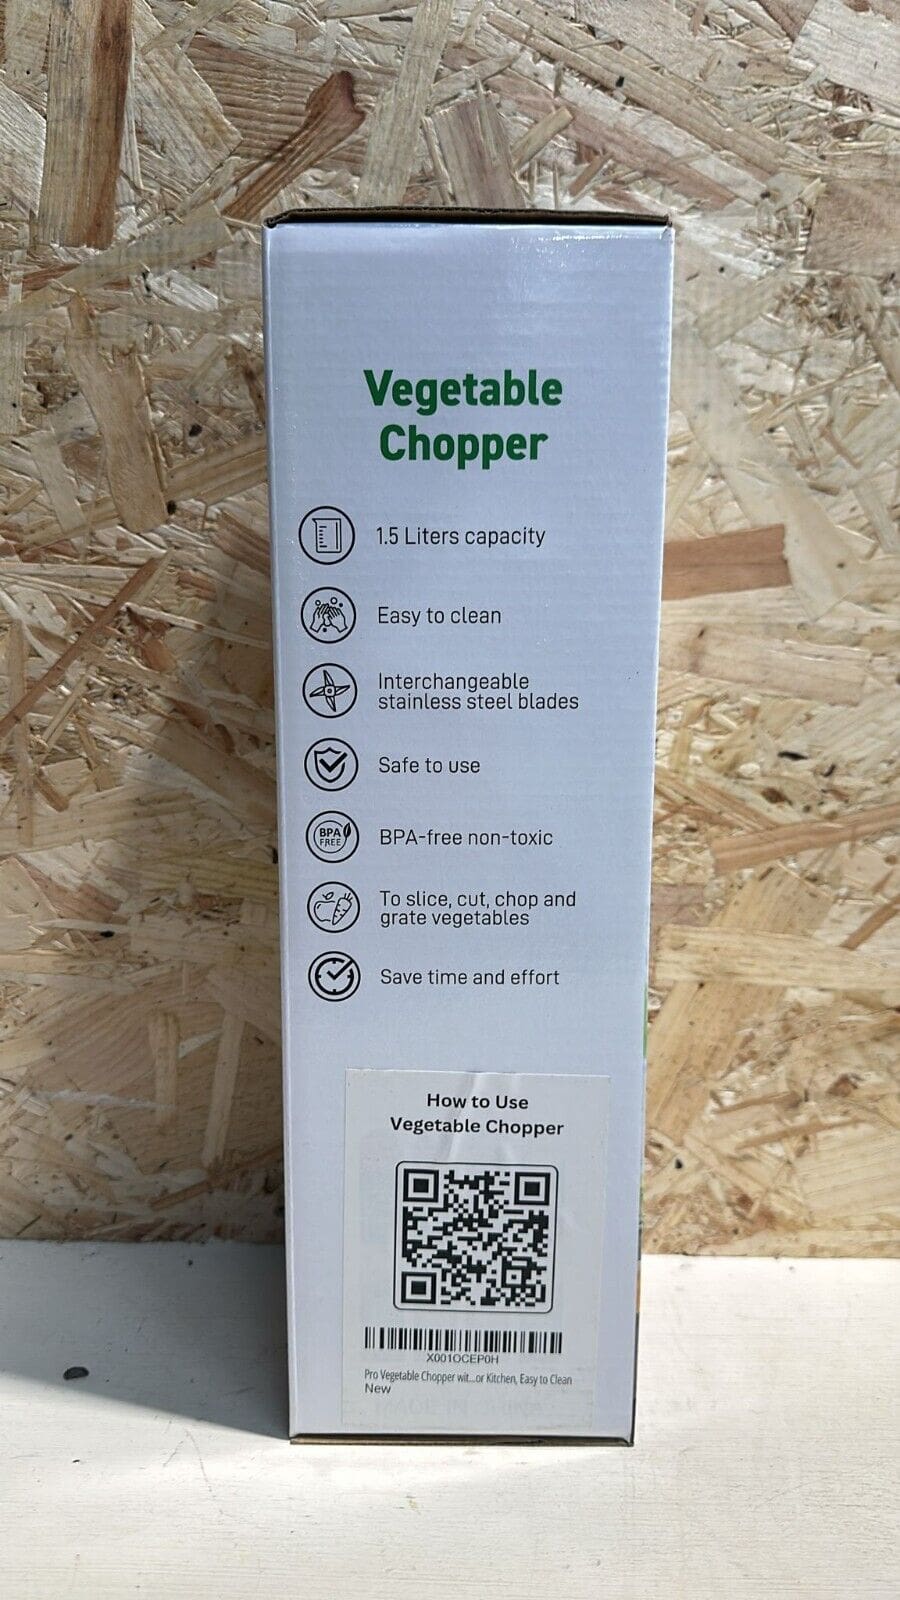 Vegetable
Chopper
1.5 Liters capacity
Easy to clean
Interchangeable
stainless steel blades
Safe to use
BPA
FREE
BPA-free non-toxic
To slice, cut, chop and
grate vegetables
Save time and effort
How to Use
Vegetable Chopper
X001OCEP0H
Pro Vegetable Chopper wit...or Kitchen, Easy to Clean
New